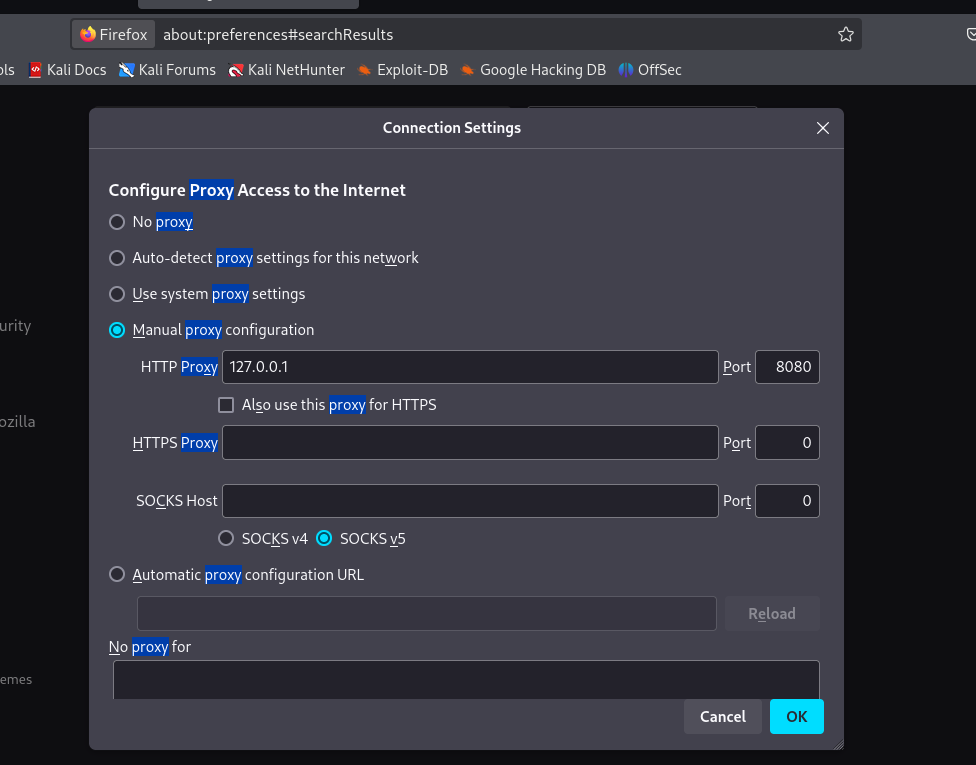 Firefox about:preferences#searchResults
ols Kali Docs Kali Forums Kali NetHunter Exploit-DB Google Hacking DB OffSec
Connection Settings
Configure Proxy Access to the Internet
No proxy
Auto-detect proxy settings for this network
Use system proxy settings
urity
Manual proxy configuration
HTTP Proxy 127.0.0.1 Port 8080
Also use this proxy for HTTPS
ozilla
HTTPS Proxy Port 0
SOCKS Host Port 0
SOCKS v4 SOCKS v5
Automatic proxy configuration URL
Reload
No proxy for
emes
Cancel OK